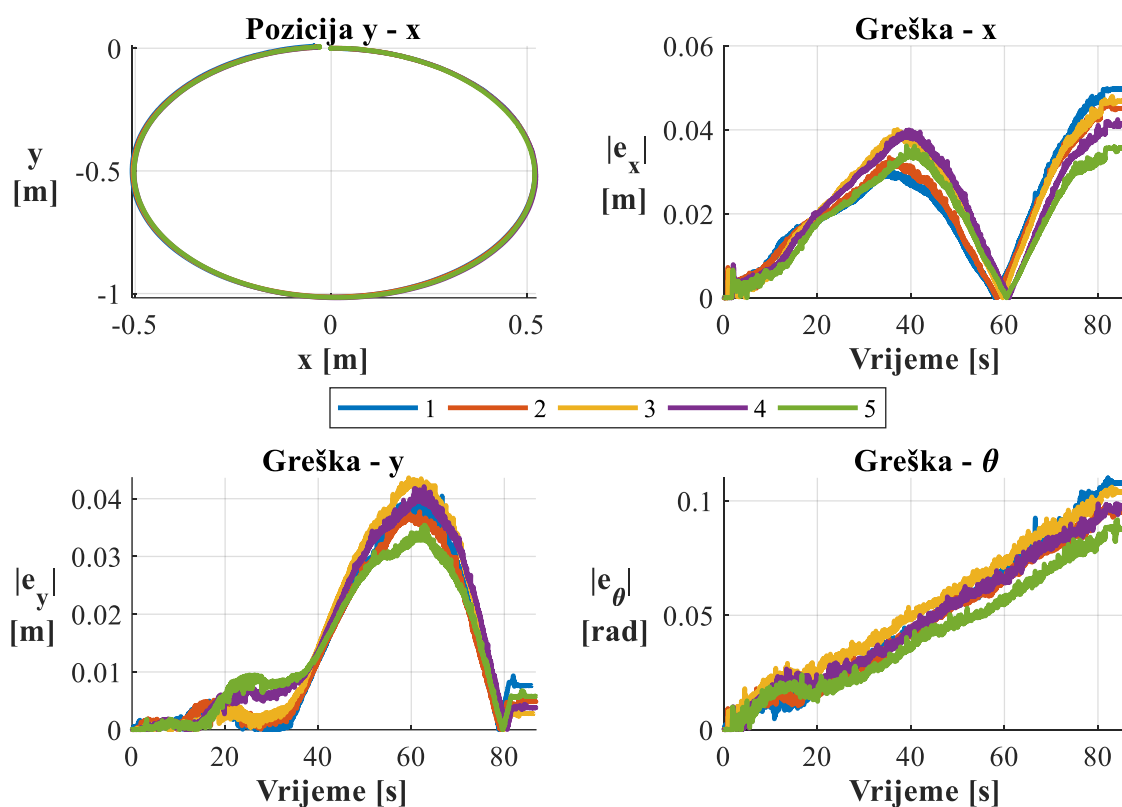 Pozicija y - x
0
-0.5
-1
y
[m]
-0.5
0
0.5
x [m]
Greška - x
0.06
0.04
0.02
0
|e_x|
[m]
0
20
40
60
80
Vrijeme [s]
1 2 3 4 5
Greška - y
0.04
0.03
0.02
0.01
0
|e_y|
[m]
0
20
40
60
80
Vrijeme [s]
Greška - θ
0.1
0.05
0
|e_θ|
[rad]
0
20
40
60
80
Vrijeme [s]